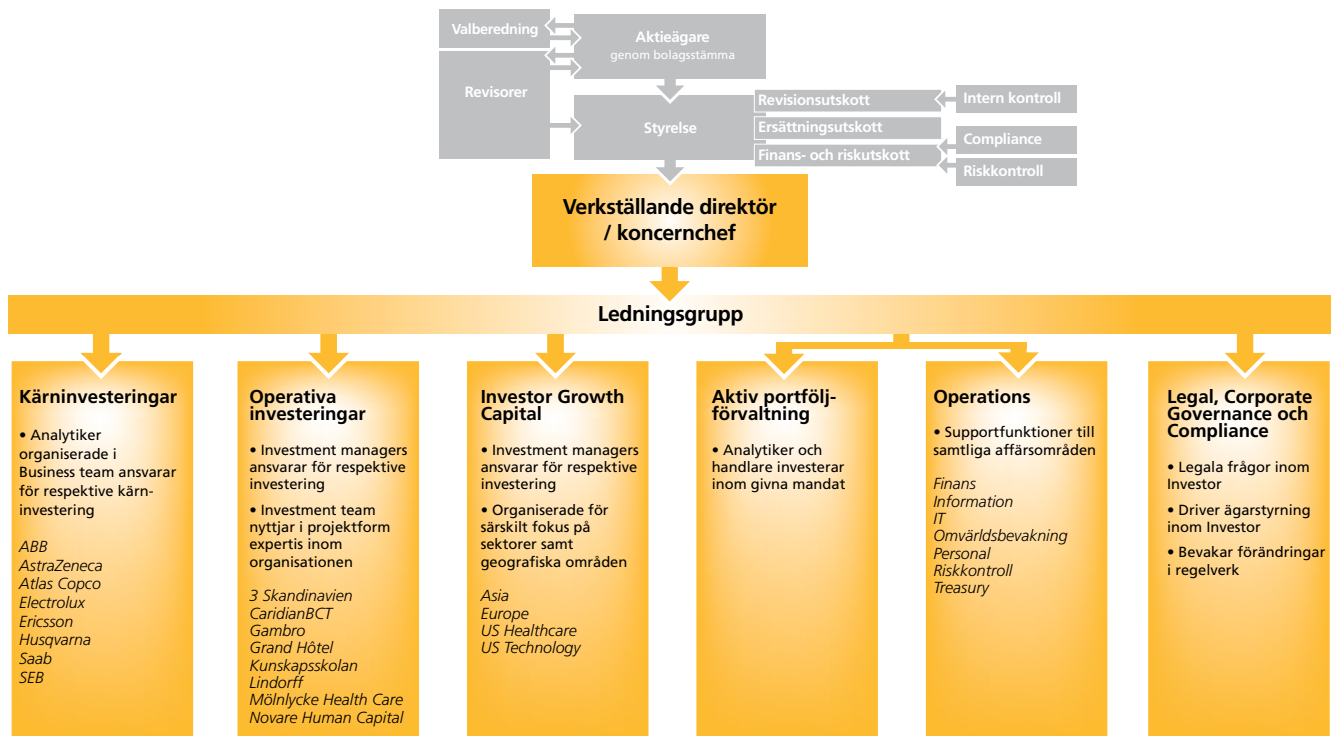 Valberedning
Aktieägare
genom bolagsstämma
Revisorer
Styrelse
Revisionsutskott
Ersättningsutskott
Finans- och riskutskott
Intern kontroll
Compliance
Riskkontroll
Verkställande direktör
/ koncernchef
Ledningsgrupp
Kärninvesteringar
• Analytiker
organiserade i
Business team ansvarar
för respektive kärn-
investering
ABB
AstraZeneca
Atlas Copco
Electrolux
Ericsson
Husqvarna
Saab
SEB
Operativa
investeringar
• Investment managers
ansvarar för respektive
investering
• Investment team
nyttjar i projektform
expertis inom
organisationen
3 Skandinavien
CaridianBCT
Gambro
Grand Hôtel
Kunskapsskolan
Lindorff
Mölnlycke Health Care
Novare Human Capital
Investor Growth
Capital
• Investment managers
ansvarar för respektive
investering
• Organiserade för
särskilt fokus på
sektorer samt
geografiska områden
Asia
Europe
US Healthcare
US Technology
Aktiv portfölj-
förvaltning
• Analytiker och
handlare investerar
inom givna mandat
Operations
• Supportfunktioner till
samtliga affärsområden
Finans
Information
IT
Omvärldsbevakning
Personal
Riskkontroll
Treasury
Legal, Corporate
Governance och
Compliance
• Legala frågor inom
Investor
• Driver ägarstyrning
inom Investor
• Bevakar förändringar
i regelverk